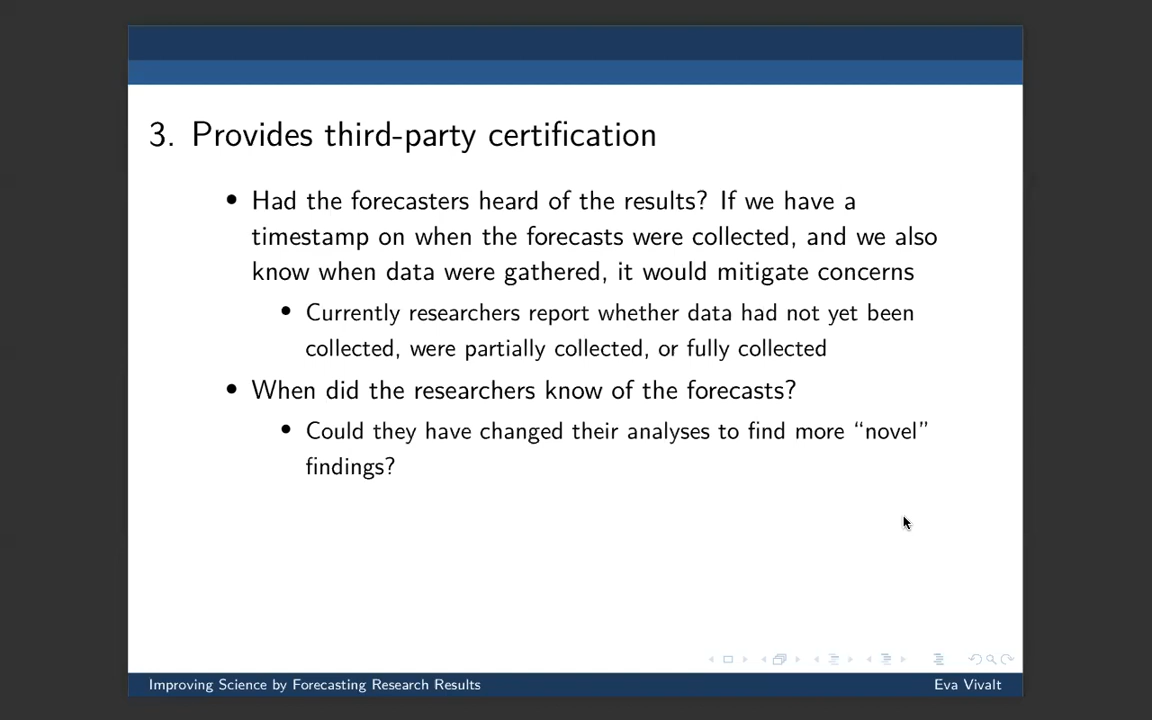 3. Provides third-party certification
• Had the forecasters heard of the results? If we have a
timestamp on when the forecasts were collected, and we also
know when data were gathered, it would mitigate concerns
• Currently researchers report whether data had not yet been
collected, were partially collected, or fully collected
• When did the researchers know of the forecasts?
• Could they have changed their analyses to find more “novel”
findings?
Improving Science by Forecasting Research Results
Eva Vivalt